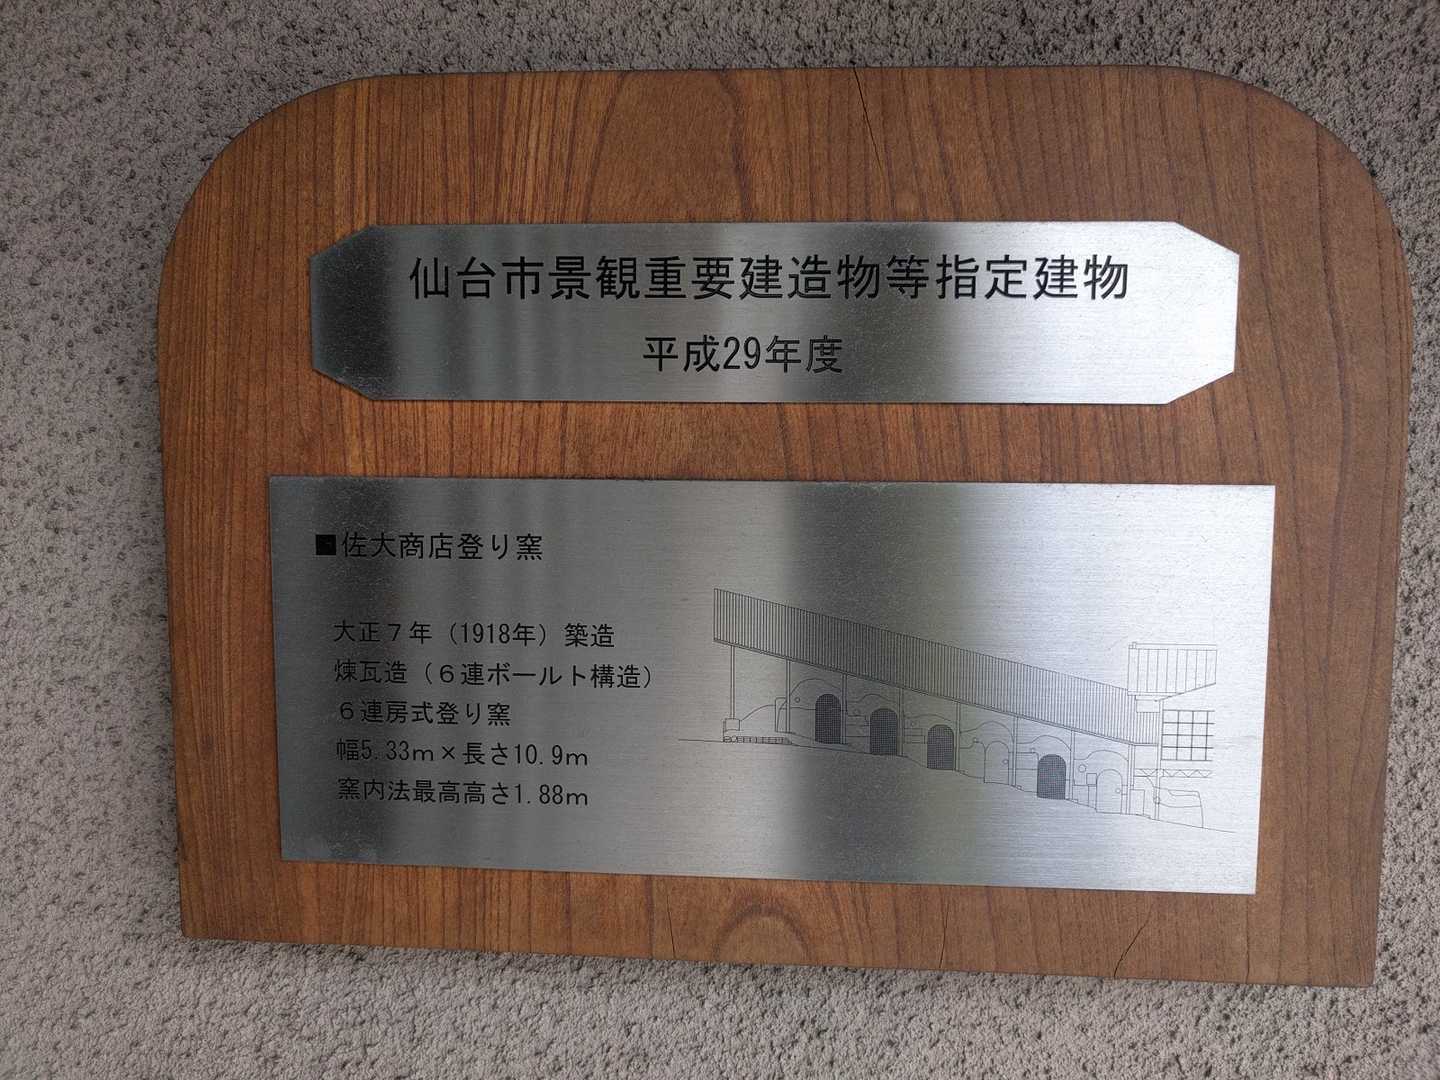 仙台市景観重要建造物等指定建物
平成29年度
■佐大商店登り窯
大正７年（1918年）築造
煉瓦造（６連ボールト構造）
６連房式登り窯
幅5.33ｍ×長さ10.9ｍ
窯内法最高高さ1.88ｍ